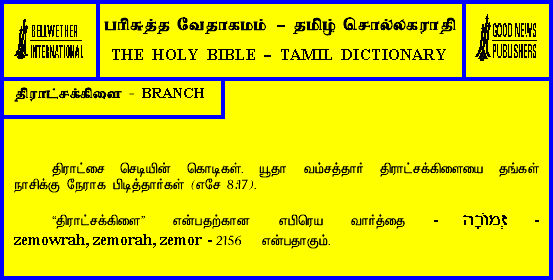 BELLWETHER
INTERNATIONAL
பரிசுத்த வேதாகமம் – தமிழ் சொல்லகராதி
THE HOLY BIBLE – TAMIL DICTIONARY
GOOD NEWS
PUBLISHERS
திராட்சக்கிளை - BRANCH
திராட்சை செடியின் கொடிகள். யூதா வம்சத்தார் திராட்சக்கிளையை தங்கள்
நாசிக்கு நேராக பிடித்தார்கள் (எசே 8:17).
“திராட்சக்கிளை” என்பதற்கான எபிரெய வார்த்தை - זְמוֹרָה -
zemowrah, zemorah, zemor - 2156 என்பதாகும்.